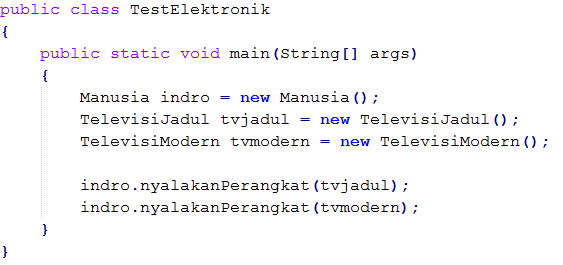 public class TestElektronik
{
    public static void main(String[] args)
    {
        Manusia indro = new Manusia();
        TelevisiJadul tvjadul = new TelevisiJadul();
        TelevisiModern tvmodern = new TelevisiModern();

        indro.nyalakanPerangkat(tvjadul);
        indro.nyalakanPerangkat(tvmodern);
    }
}